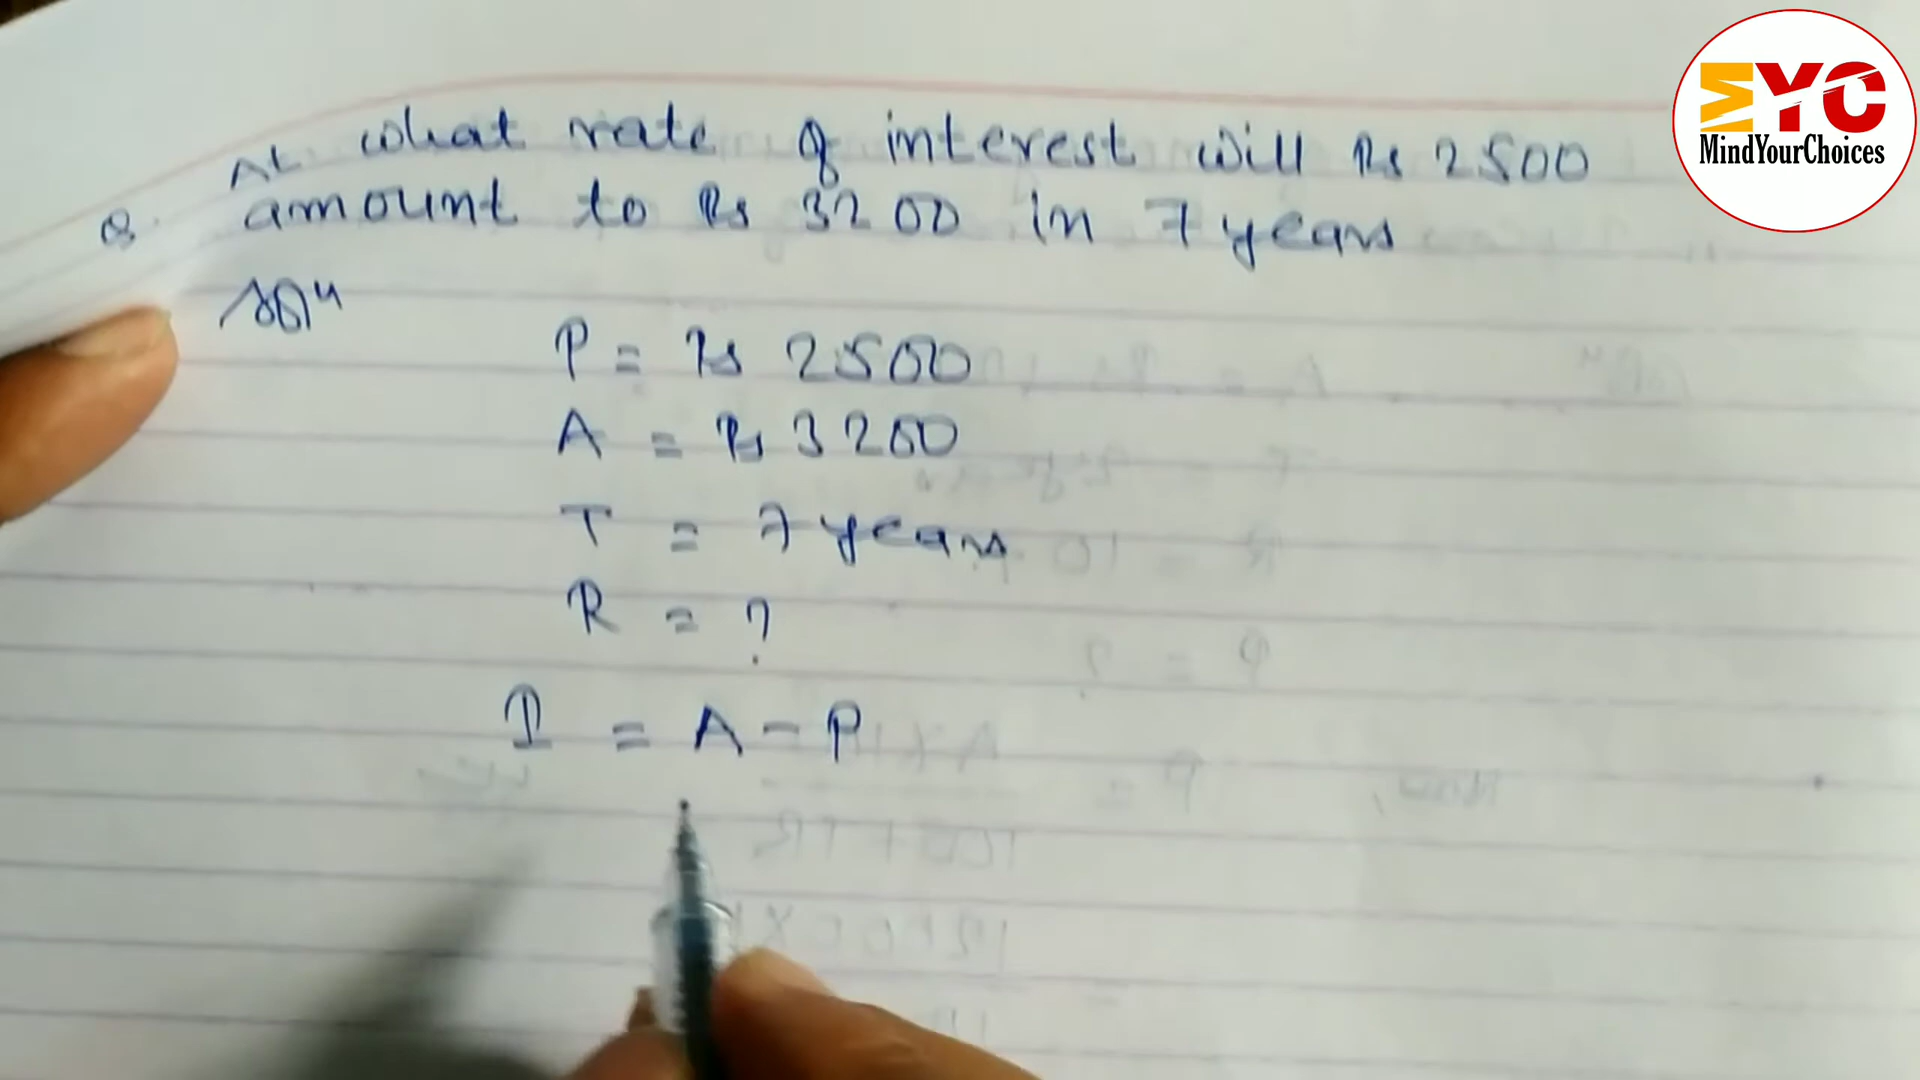 At what rate of interest will Rs 2500
Q. amount to Rs 3200 in 7 years
Solⁿ
P = Rs 2500
A = Rs 3200
T = 7 years
R = ?
I = A - P
MYC
MindYourChoices